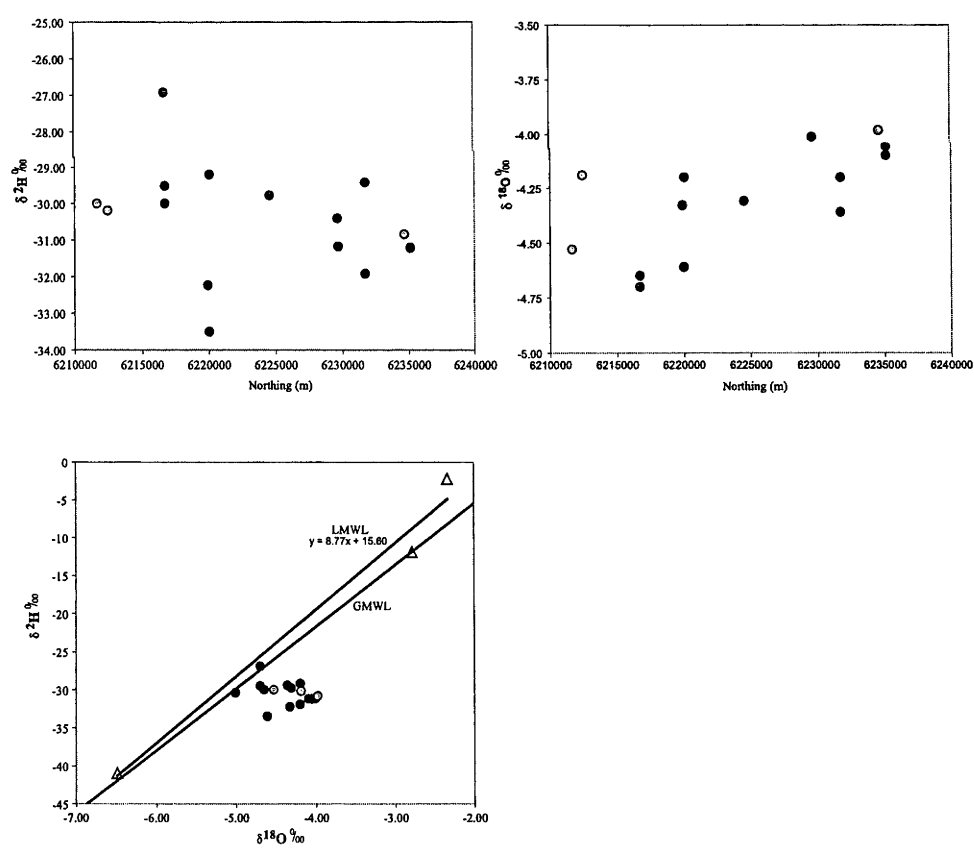 -25.00
-26.00
-27.00
-28.00
-29.00
-30.00
-31.00
-32.00
-33.00
-34.00
δ ²H ‰
6210000 6215000 6220000 6225000 6230000 6235000 6240000
Northing (m)
-3.50
-3.75
-4.00
-4.25
-4.50
-4.75
-5.00
δ ¹⁸O ‰
6210000 6215000 6220000 6225000 6230000 6235000 6240000
Northing (m)
0
-5
-10
-15
-20
-25
-30
-35
-40
-45
δ ²H ‰
LMWL
y = 8.77x + 15.60
GMWL
-7.00 -6.00 -5.00 -4.00 -3.00 -2.00
δ¹⁸O ‰